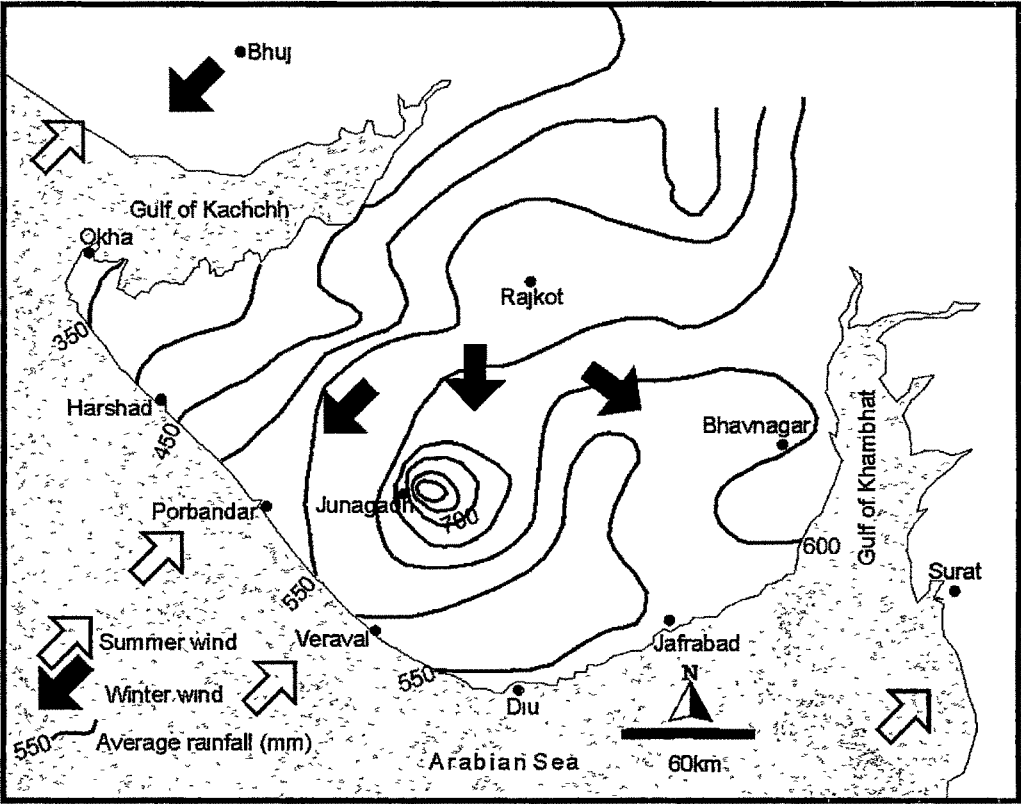 Bhuj
Gulf of Kachchh
Okha
Rajkot
350
Harshad
450
Bhavnagar
Gulf of Khambhat
Junagadh
700
Porbandar
600
550
Surat
Summer wind
Veraval
Jafrabad
550
N
Winter wind
Diu
550
Average rainfall (mm)
Arabian Sea
60km